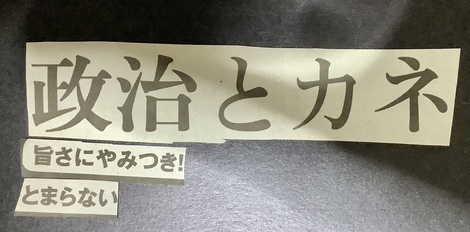 政治とカネ
旨さにやみつき!
とまらない